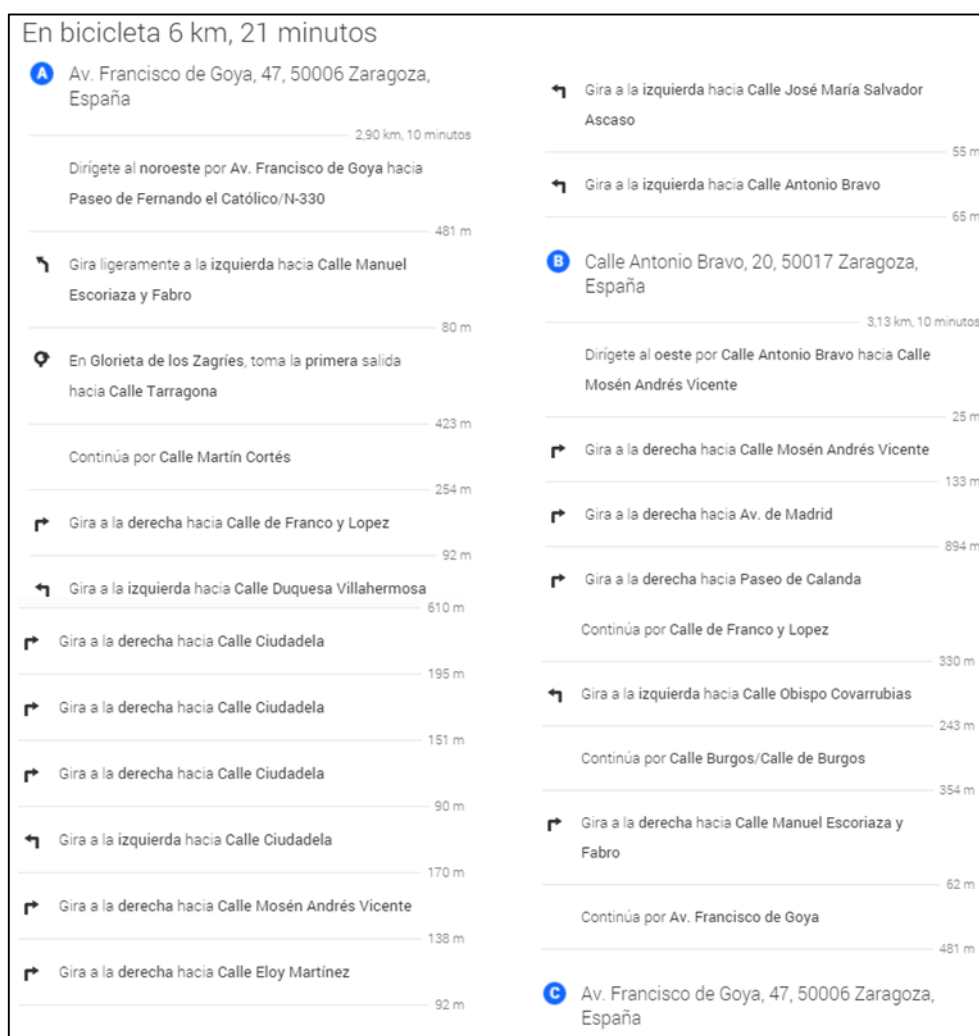 En bicicleta 6 km, 21 minutos
A
Av. Francisco de Goya, 47, 50006 Zaragoza,
España
2,90 km, 10 minutos
Dirígete al noroeste por Av. Francisco de Goya hacia
Paseo de Fernando el Católico/N-330
481 m
Gira ligeramente a la izquierda hacia Calle Manuel
Escoriaza y Fabro
80 m
En Glorieta de los Zagríes, toma la primera salida
hacia Calle Tarragona
423 m
Continúa por Calle Martín Cortés
254 m
Gira a la derecha hacia Calle de Franco y Lopez
92 m
Gira a la izquierda hacia Calle Duquesa Villahermosa
610 m
Gira a la derecha hacia Calle Ciudadela
195 m
Gira a la derecha hacia Calle Ciudadela
151 m
Gira a la derecha hacia Calle Ciudadela
90 m
Gira a la izquierda hacia Calle Ciudadela
170 m
Gira a la derecha hacia Calle Mosén Andrés Vicente
138 m
Gira a la derecha hacia Calle Eloy Martínez
92 m
Gira a la izquierda hacia Calle José María Salvador
Ascaso
55 m
Gira a la izquierda hacia Calle Antonio Bravo
65 m
B
Calle Antonio Bravo, 20, 50017 Zaragoza,
España
3,13 km, 10 minutos
Dirígete al oeste por Calle Antonio Bravo hacia Calle
Mosén Andrés Vicente
25 m
Gira a la derecha hacia Calle Mosén Andrés Vicente
133 m
Gira a la derecha hacia Av. de Madrid
894 m
Gira a la derecha hacia Paseo de Calanda
Continúa por Calle de Franco y Lopez
330 m
Gira a la izquierda hacia Calle Obispo Covarrubias
243 m
Continúa por Calle Burgos/Calle de Burgos
354 m
Gira a la derecha hacia Calle Manuel Escoriaza y
Fabro
62 m
Continúa por Av. Francisco de Goya
481 m
C
Av. Francisco de Goya, 47, 50006 Zaragoza,
España